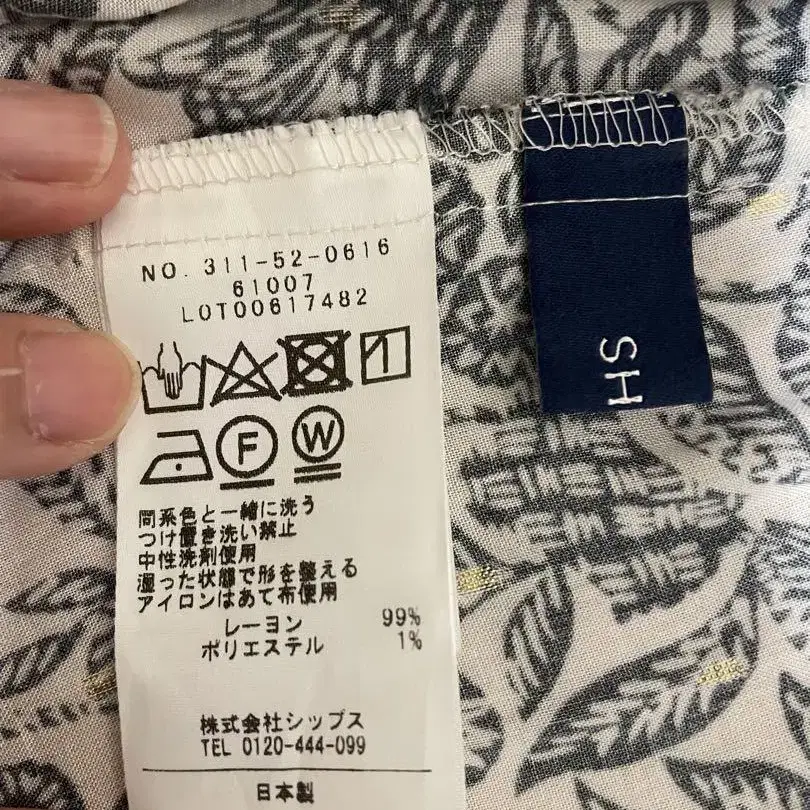 NO. 311-52-0616
61007
LOT00617482
F
W
同系色と一緒に洗う
つけ置き洗い禁止
中性洗剤使用
湿った状態で形を整える
アイロンはあて布使用
レーヨン 99%
ポリエステル 1%
株式会社シップス
TEL 0120-444-099
日本製
HS